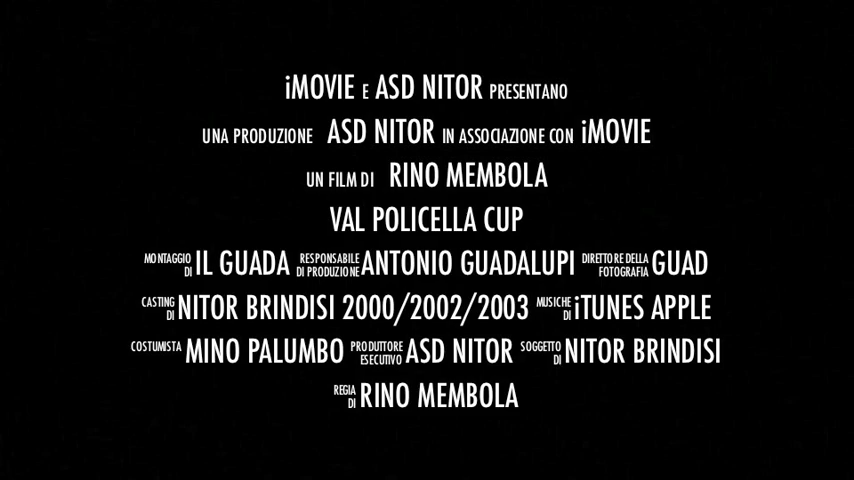 iMOVIE E ASD NITOR PRESENTANO
UNA PRODUZIONE ASD NITOR IN ASSOCIAZIONE CON iMOVIE
UN FILM DI RINO MEMBOLA
VAL POLICELLA CUP
MONTAGGIO DI IL GUADA RESPONSABILE DI PRODUZIONE ANTONIO GUADALUPI DIRETTORE DELLA FOTOGRAFIA GUAD
CASTING DI NITOR BRINDISI 2000/2002/2003 MUSICHE DI iTUNES APPLE
COSTUMISTA MINO PALUMBO PRODUTTORE ESECUTIVO ASD NITOR SOGGETTO DI NITOR BRINDISI
REGIA DI RINO MEMBOLA